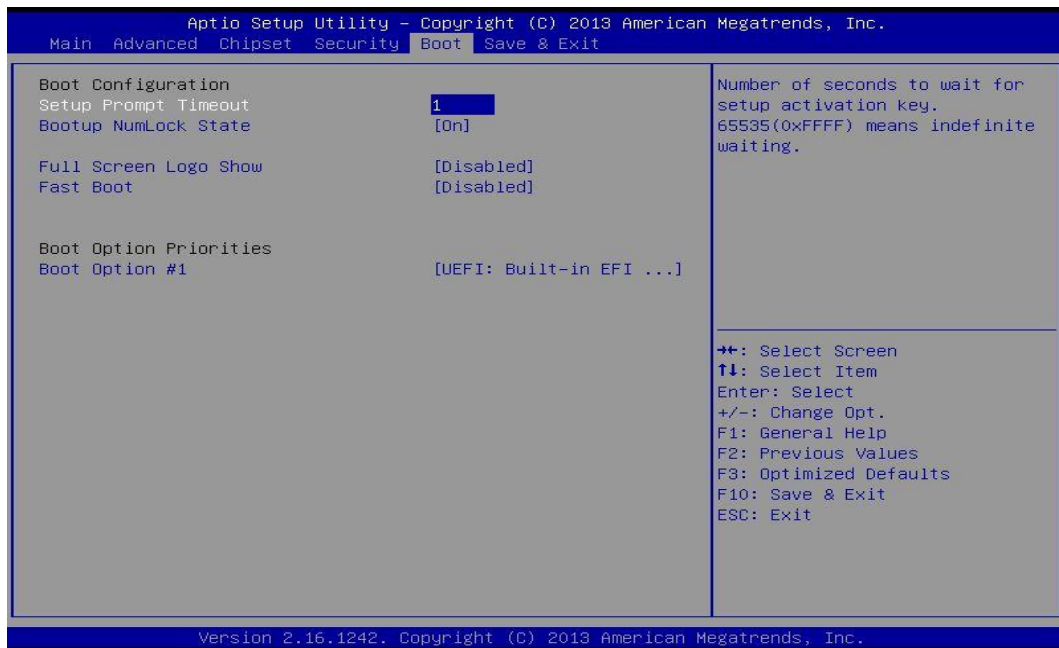 Aptio Setup Utility – Copyright (C) 2013 American Megatrends, Inc.
Main Advanced Chipset Security Boot Save & Exit
Boot Configuration
Setup Prompt Timeout 1
Bootup NumLock State [On]
Full Screen Logo Show [Disabled]
Fast Boot [Disabled]
Boot Option Priorities
Boot Option #1 [UEFI: Built-in EFI ...]
Number of seconds to wait for
setup activation key.
65535(0xFFFF) means indefinite
waiting.
→←: Select Screen
↑↓: Select Item
Enter: Select
+/-: Change Opt.
F1: General Help
F2: Previous Values
F3: Optimized Defaults
F10: Save & Exit
ESC: Exit
Version 2.16.1242. Copyright (C) 2013 American Megatrends, Inc.